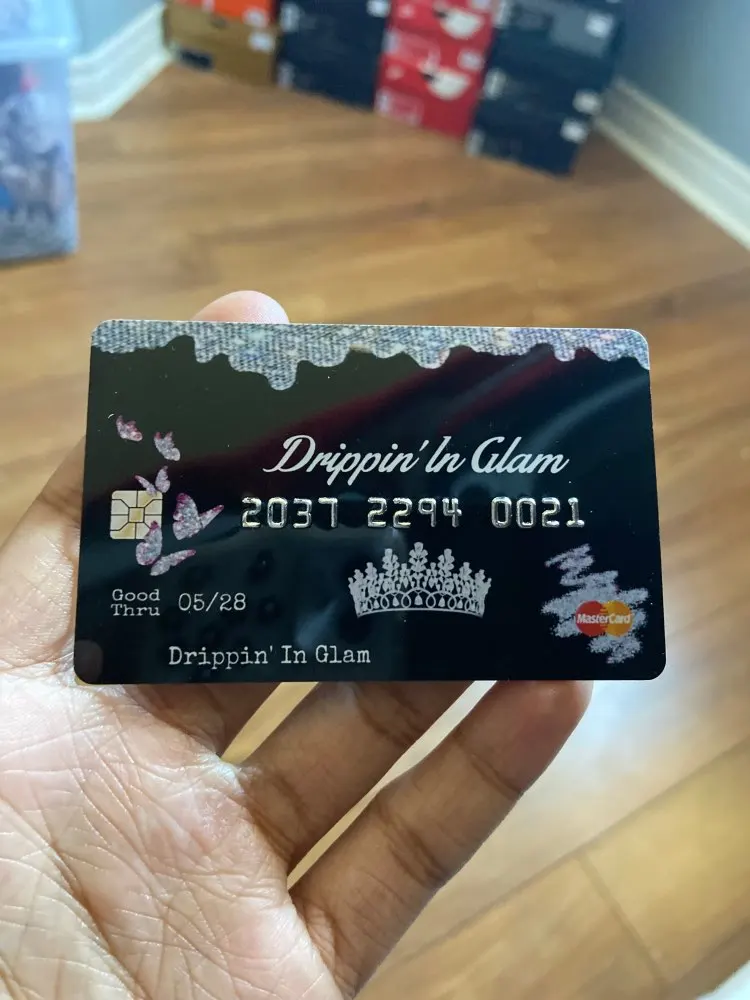 Drippin' In Glam
2037 2294 0021
Good
Thru 05/28
MasterCard
Drippin' In Glam